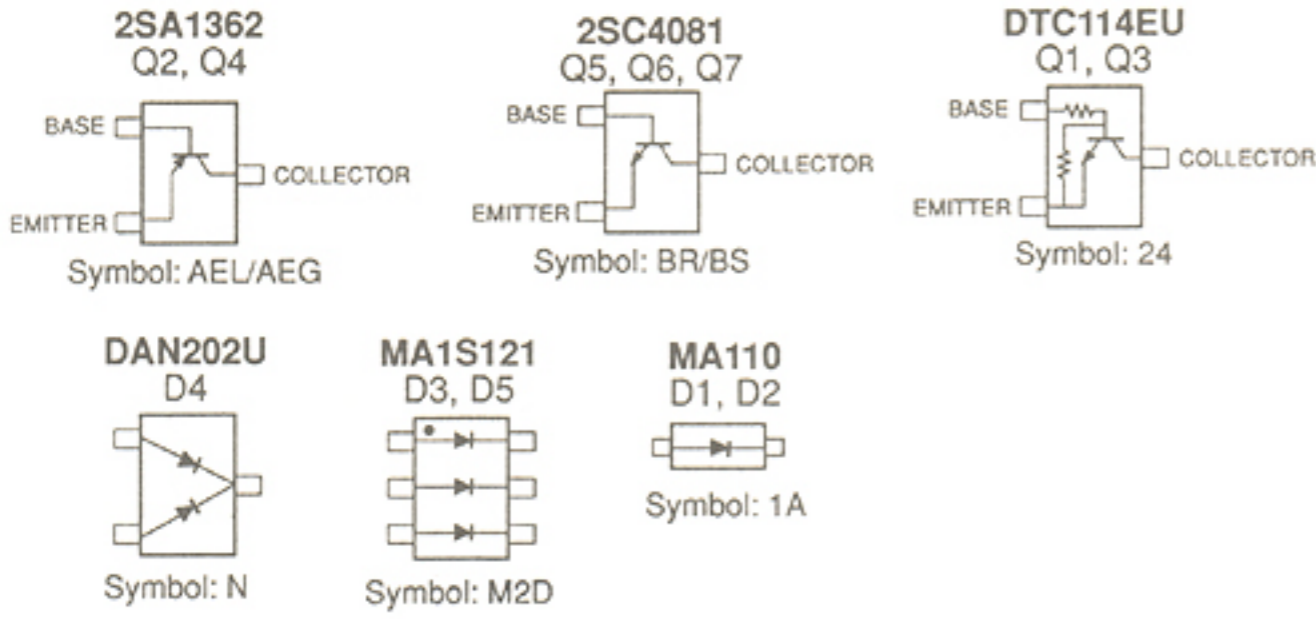 2SA1362
Q2, Q4
BASE
COLLECTOR
EMITTER
Symbol: AEL/AEG
2SC4081
Q5, Q6, Q7
BASE
COLLECTOR
EMITTER
Symbol: BR/BS
DTC114EU
Q1, Q3
BASE
COLLECTOR
EMITTER
Symbol: 24
DAN202U
D4
Symbol: N
MA1S121
D3, D5
Symbol: M2D
MA110
D1, D2
Symbol: 1A